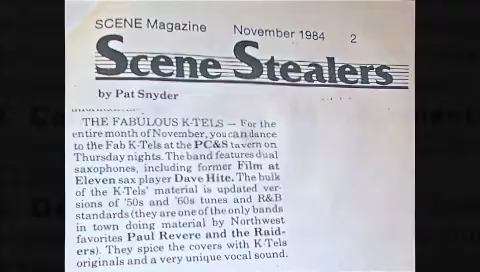 SCENE Magazine November 1984 2
Scene Stealers
by Pat Snyder
THE FABULOUS K-TELS — For the
entire month of November, you can dance
to the Fab K-Tels at the PC&S tavern on
Thursday nights. The band features dual
saxophones, including former Film at
Eleven sax player Dave Hite. The bulk
of the K-Tels' material is updated ver-
sions of '50s and '60s tunes and R&B
standards (they are one of the only bands
in town doing material by Northwest
favorites Paul Revere and the Raid-
ers). They spice the covers with K-Tels
originals and a very unique vocal sound.